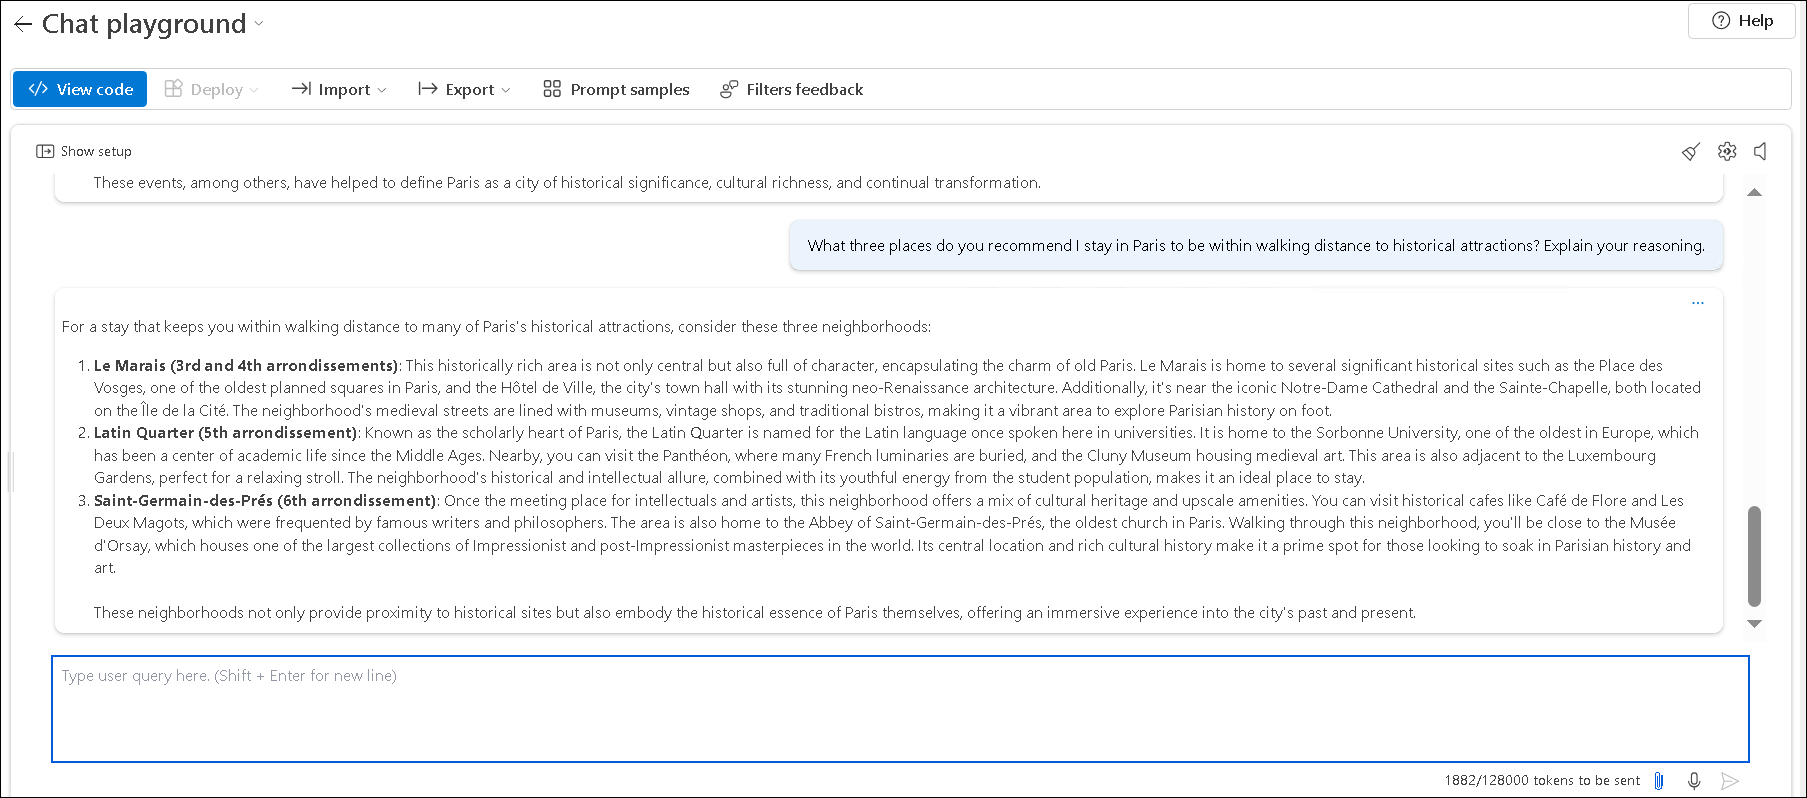 Chat playground
Help
View code
Deploy
Import
Export
Prompt samples
Filters feedback
Show setup
These events, among others, have helped to define Paris as a city of historical significance, cultural richness, and continual transformation.
What three places do you recommend I stay in Paris to be within walking distance to historical attractions? Explain your reasoning.
For a stay that keeps you within walking distance to many of Paris's historical attractions, consider these three neighborhoods:
1. Le Marais (3rd and 4th arrondissements): This historically rich area is not only central but also full of character, encapsulating the charm of old Paris. Le Marais is home to several significant historical sites such as the Place des
Vosges, one of the oldest planned squares in Paris, and the Hôtel de Ville, the city's town hall with its stunning neo-Renaissance architecture. Additionally, it's near the iconic Notre-Dame Cathedral and the Sainte-Chapelle, both located
on the Île de la Cité. The neighborhood's medieval streets are lined with museums, vintage shops, and traditional bistros, making it a vibrant area to explore Parisian history on foot.
2. Latin Quarter (5th arrondissement): Known as the scholarly heart of Paris, the Latin Quarter is named for the Latin language once spoken here in universities. It is home to the Sorbonne University, one of the oldest in Europe, which
has been a center of academic life since the Middle Ages. Nearby, you can visit the Panthéon, where many French luminaries are buried, and the Cluny Museum housing medieval art. This area is also adjacent to the Luxembourg
Gardens, perfect for a relaxing stroll. The neighborhood's historical and intellectual allure, combined with its youthful energy from the student population, makes it an ideal place to stay.
3. Saint-Germain-des-Prés (6th arrondissement): Once the meeting place for intellectuals and artists, this neighborhood offers a mix of cultural heritage and upscale amenities. You can visit historical cafes like Café de Flore and Les
Deux Magots, which were frequented by famous writers and philosophers. The area is also home to the Abbey of Saint-Germain-des-Prés, the oldest church in Paris. Walking through this neighborhood, you'll be close to the Musée
d'Orsay, which houses one of the largest collections of Impressionist and post-Impressionist masterpieces in the world. Its central location and rich cultural history make it a prime spot for those looking to soak in Parisian history and
art.
These neighborhoods not only provide proximity to historical sites but also embody the historical essence of Paris themselves, offering an immersive experience into the city's past and present.
Type user query here. (Shift + Enter for new line)
1882/128000 tokens to be sent